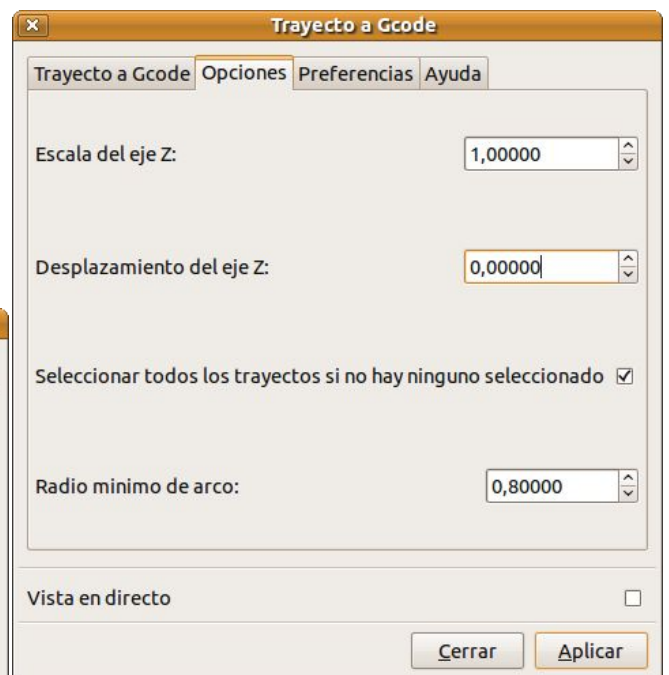 Trayecto a Gcode
Trayecto a Gcode Opciones Preferencias Ayuda
Escala del eje Z: 1,00000
Desplazamiento del eje Z: 0,00000
Seleccionar todos los trayectos si no hay ninguno seleccionado
Radio minimo de arco: 0,80000
Vista en directo
Cerrar Aplicar